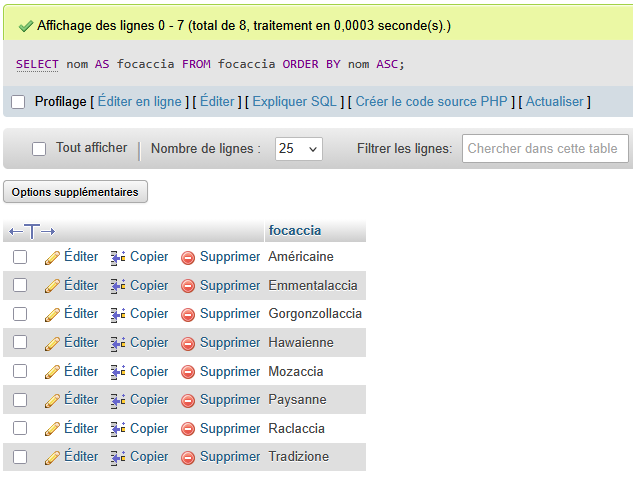 Affichage des lignes 0 - 7 (total de 8, traitement en 0,0003 seconde(s).)
SELECT nom AS focaccia FROM focaccia ORDER BY nom ASC;
Profilage [ Éditer en ligne ] [ Éditer ] [ Expliquer SQL ] [ Créer le code source PHP ] [ Actualiser ]
Tout afficher Nombre de lignes : 25 Filtrer les lignes: Chercher dans cette table
Options supplémentaires
focaccia
Éditer Copier Supprimer Américaine
Éditer Copier Supprimer Emmentalaccia
Éditer Copier Supprimer Gorgonzollaccia
Éditer Copier Supprimer Hawaienne
Éditer Copier Supprimer Mozaccia
Éditer Copier Supprimer Paysanne
Éditer Copier Supprimer Raclaccia
Éditer Copier Supprimer Tradizione